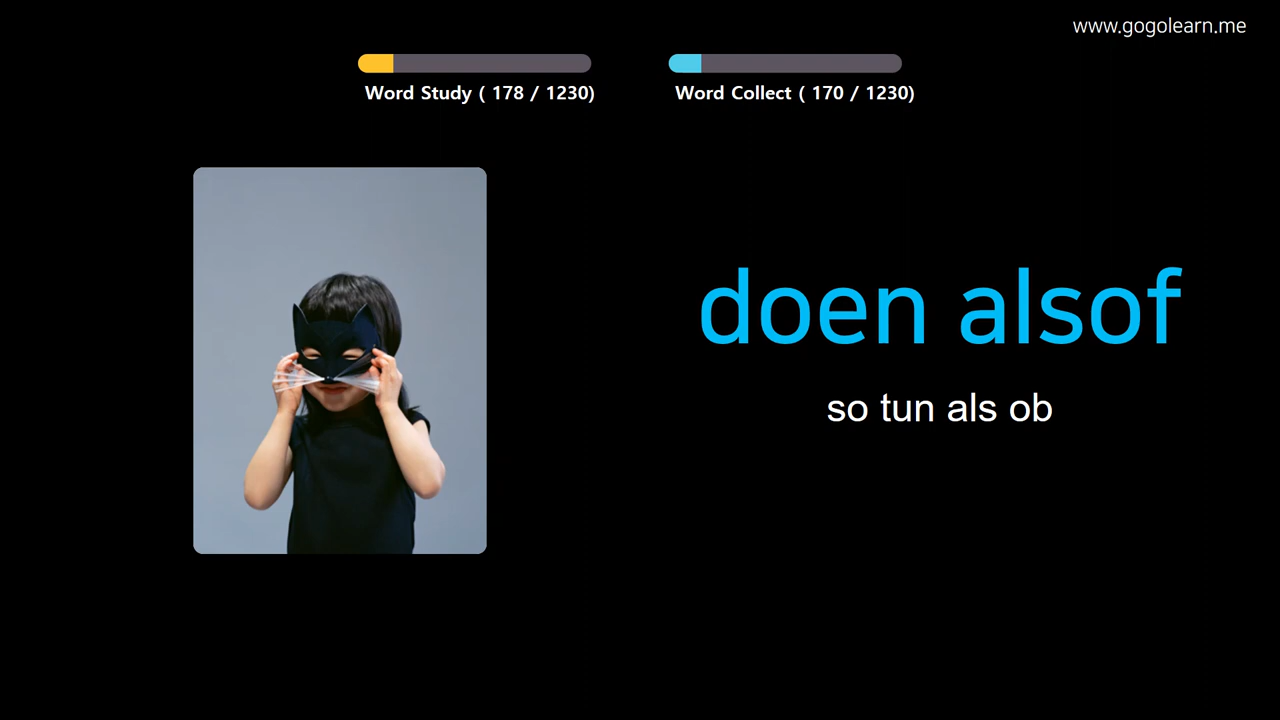 www.gogolearn.me
Word Study ( 178 / 1230)
Word Collect ( 170 / 1230)
doen alsof
so tun als ob